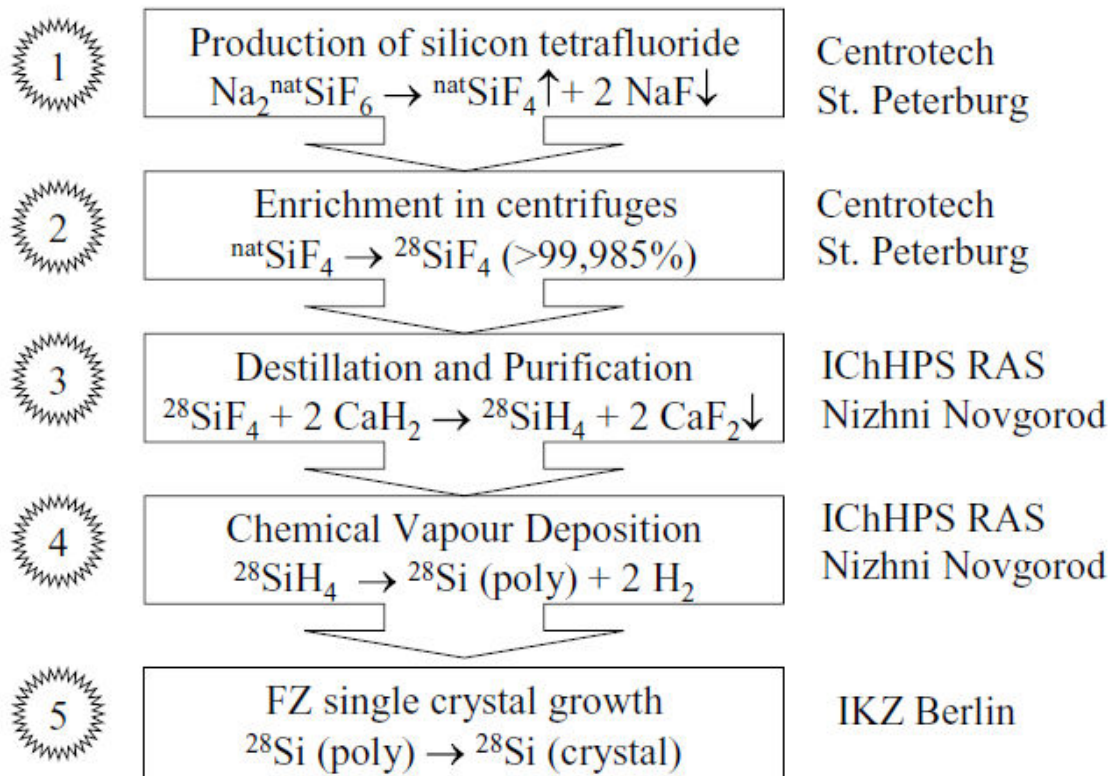 1
Production of silicon tetrafluoride
Na₂ⁿᵃᵗSiF₆ → ⁿᵃᵗSiF₄↑ + 2 NaF↓
Centrotech
St. Peterburg
2
Enrichment in centrifuges
ⁿᵃᵗSiF₄ → ²⁸SiF₄ (>99,985%)
Centrotech
St. Peterburg
3
Destillation and Purification
²⁸SiF₄ + 2 CaH₂ → ²⁸SiH₄ + 2 CaF₂↓
IChHPS RAS
Nizhni Novgorod
4
Chemical Vapour Deposition
²⁸SiH₄ → ²⁸Si (poly) + 2 H₂
IChHPS RAS
Nizhni Novgorod
5
FZ single crystal growth
²⁸Si (poly) → ²⁸Si (crystal)
IKZ Berlin